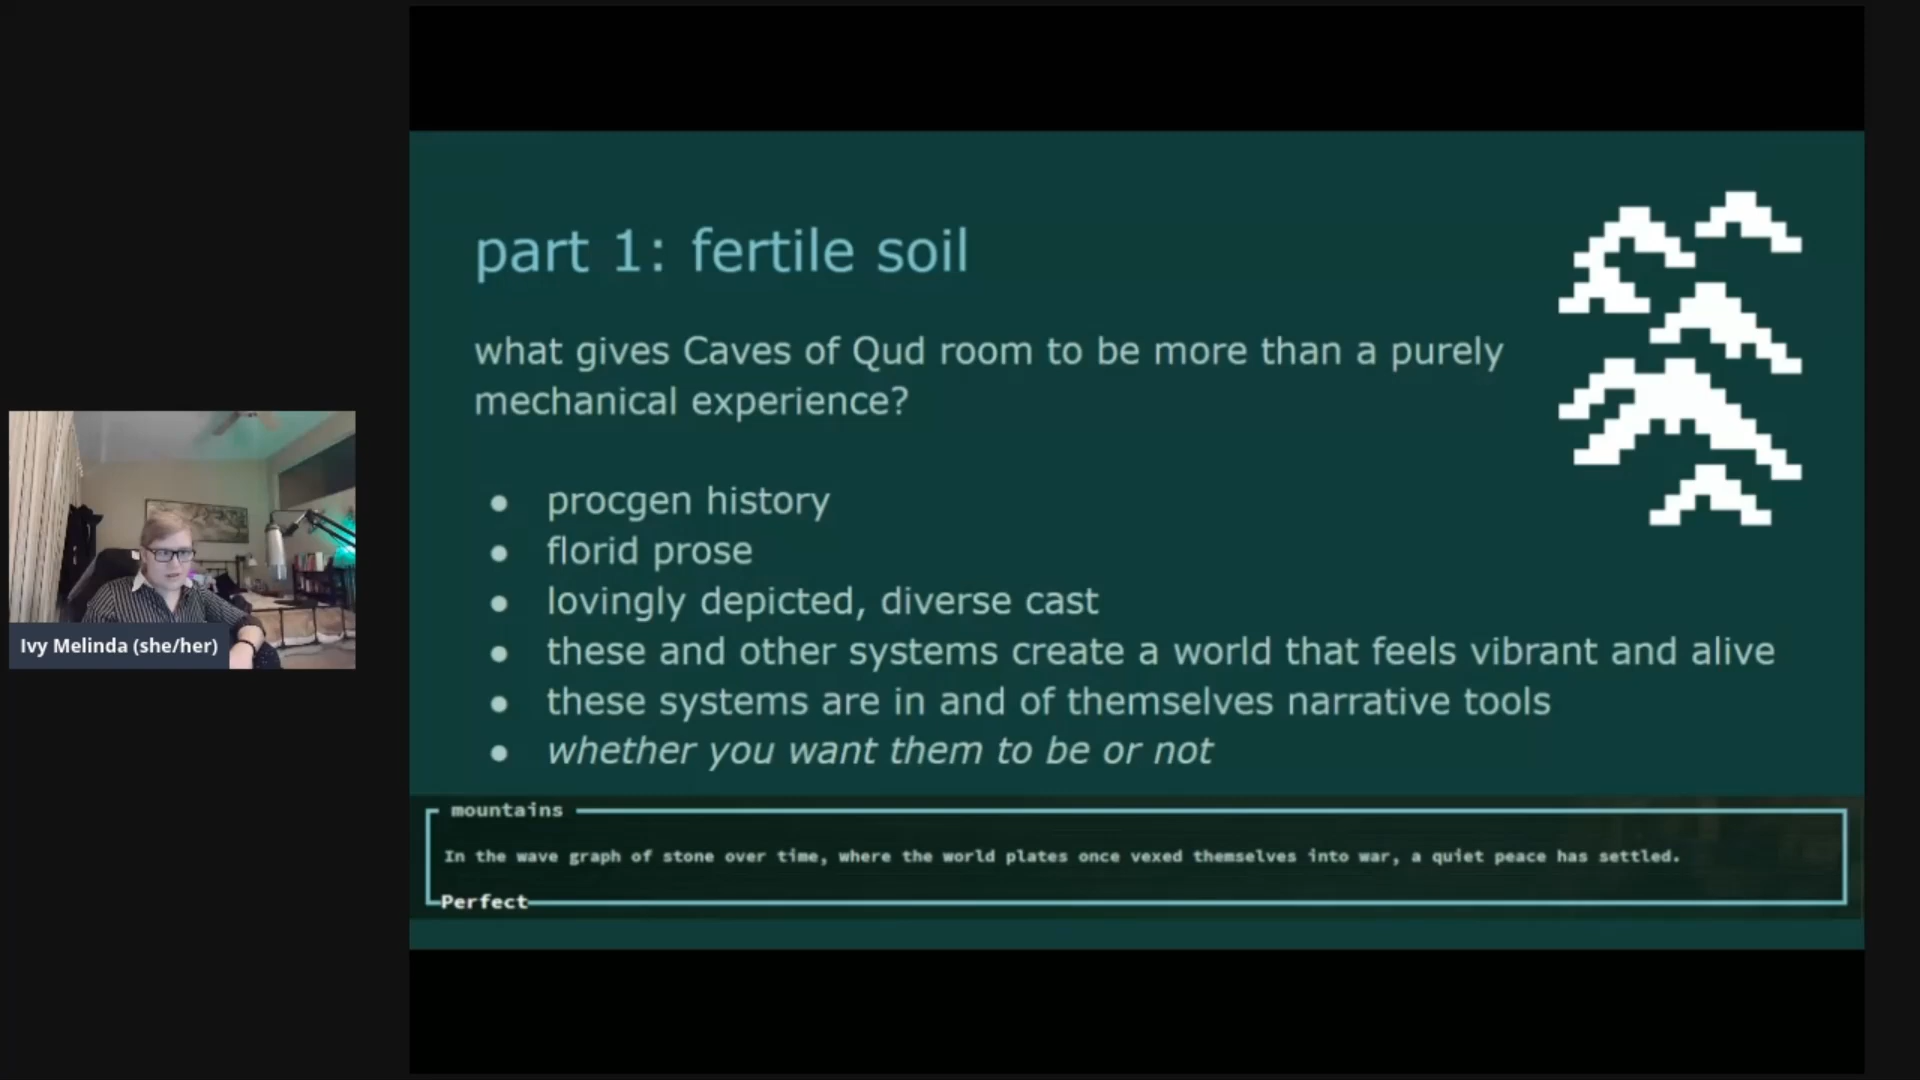 part 1: fertile soil
what gives Caves of Qud room to be more than a purely
mechanical experience?
● procgen history
● florid prose
● lovingly depicted, diverse cast
● these and other systems create a world that feels vibrant and alive
● these systems are in and of themselves narrative tools
● whether you want them to be or not
Ivy Melinda (she/her)
mountains
In the wave graph of stone over time, where the world plates once vexed themselves into war, a quiet peace has settled.
Perfect